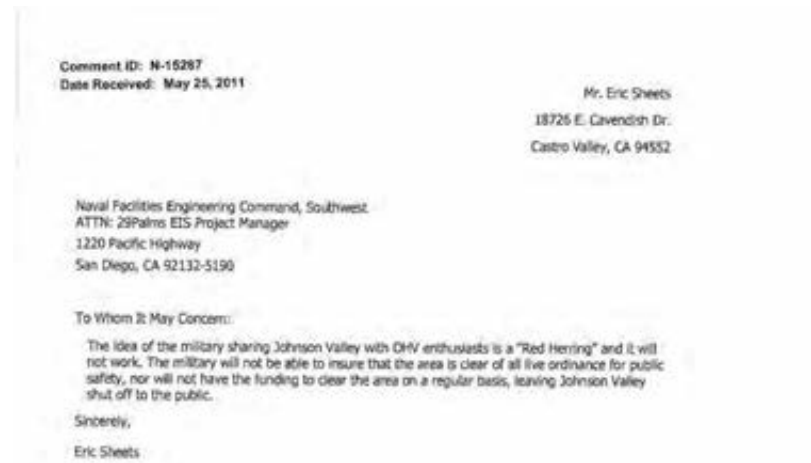 Comment ID: N-15267
Date Received: May 25, 2011
Mr. Eric Sheets
18726 E. Cavendish Dr.
Castro Valley, CA 94552
Naval Facilities Engineering Command, Southwest
ATTN: 29Palms EIS Project Manager
1220 Pacific Highway
San Diego, CA 92132-5190
To Whom It May Concern:
The idea of the military sharing Johnson Valley with OHV enthusiasts is a "Red Herring" and it will
not work. The military will not be able to insure that the area is clear of all live ordinance for public
safety, nor will not have the funding to clear the area on a regular basis, leaving Johnson Valley
shut off to the public.
Sincerely,
Eric Sheets